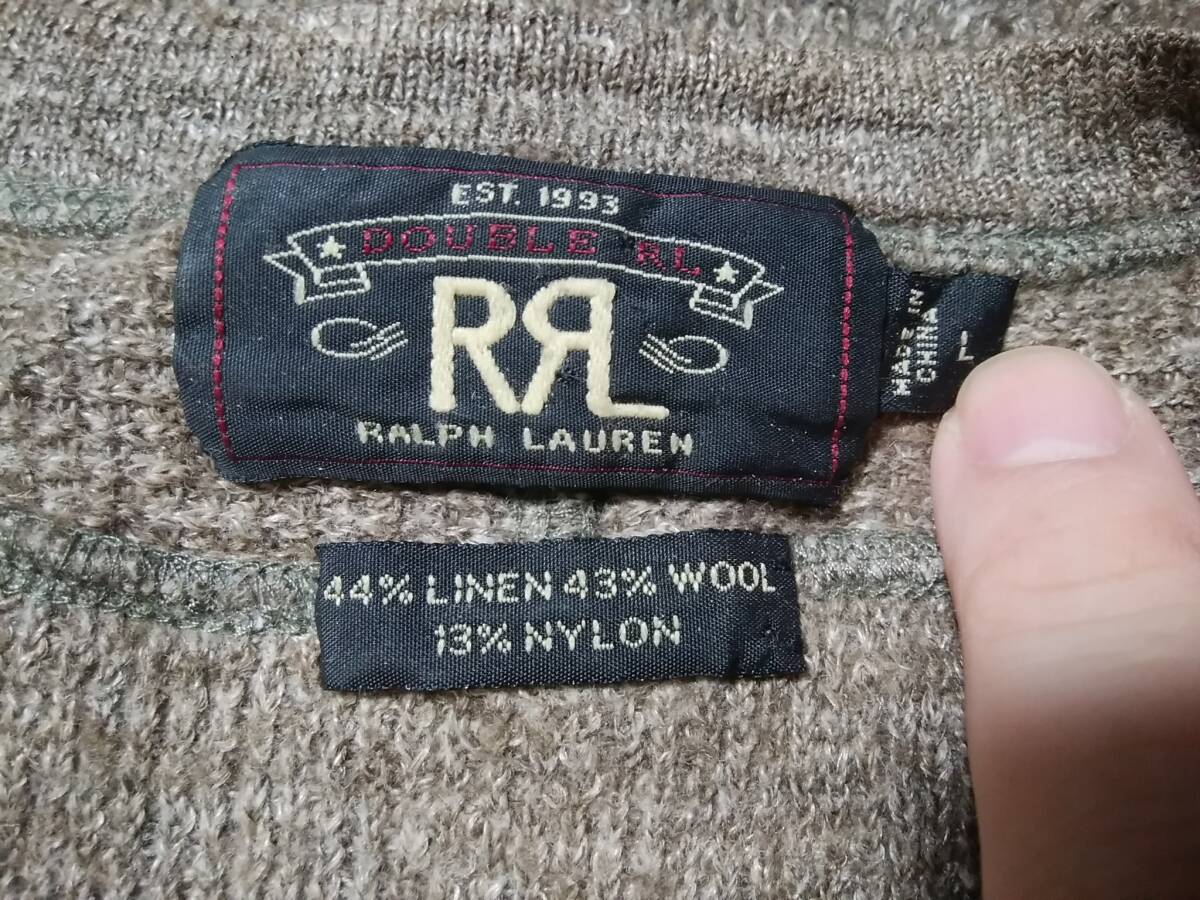 EST. 1993
DOUBLE RL
RRL
RALPH LAUREN
MADE IN
CHINA
L
44% LINEN 43% WOOL
13% NYLON